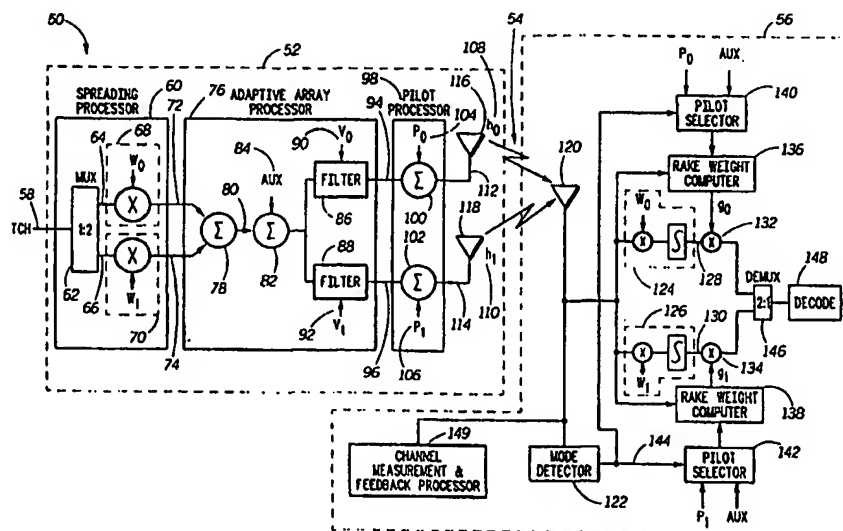 50
52
108
54
56
SPREADING PROCESSOR
60
76
ADAPTIVE ARRAY PROCESSOR
98
PILOT PROCESSOR
116
58
TCH
MUX
1:2
62
64
66
68
W0
X
72
X
W1
70
74
Σ
78
80
84
AUX
Σ
82
90
V0
FILTER
86
88
FILTER
92
V1
94
96
P0
104
Σ
100
102
Σ
P1
106
112
h0
118
h1
110
114
120
P0
AUX
140
PILOT SELECTOR
136
RAKE WEIGHT COMPUTER
W0
X
∫
124
128
g0
X
132
DEMUX
148
DECODE
2:1
146
126
130
X
∫
W1
X
134
g1
RAKE WEIGHT COMPUTER
138
149
CHANNEL MEASUREMENT & FEEDBACK PROCESSOR
MODE DETECTOR
122
144
142
PILOT SELECTOR
P1
AUX